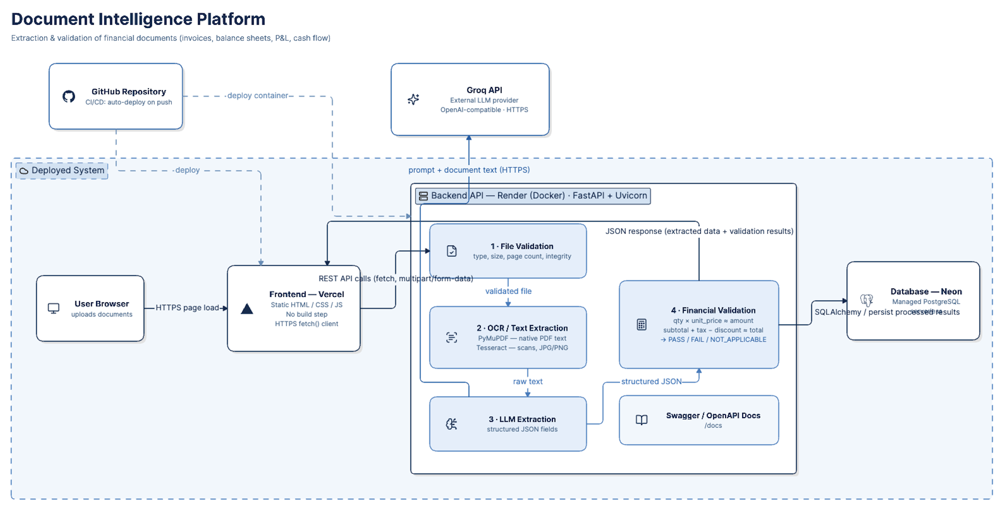 Document Intelligence Platform
Extraction & validation of financial documents (invoices, balance sheets, P&L, cash flow)
GitHub Repository
CI/CD: auto-deploy on push
deploy container
Groq API
External LLM provider
OpenAI-compatible · HTTPS
Deployed System
deploy
prompt + document text (HTTPS)
Backend API — Render (Docker) · FastAPI + Uvicorn
JSON response (extracted data + validation results)
1 · File Validation
type, size, page count, integrity
REST API calls (fetch, multipart/form-data)
validated file
User Browser
uploads documents
HTTPS page load
Frontend — Vercel
Static HTML / CSS / JS
No build step
HTTPS fetch() client
2 · OCR / Text Extraction
PyMuPDF — native PDF text
Tesseract — scans, JPG/PNG
4 · Financial Validation
qty × unit_price ≈ amount
subtotal + tax − discount ≈ total
→ PASS / FAIL / NOT_APPLICABLE
Database — Neon
Managed PostgreSQL
serverless
SQLAlchemy / persist processed results
raw text
structured JSON
3 · LLM Extraction
structured JSON fields
Swagger / OpenAPI Docs
/docs